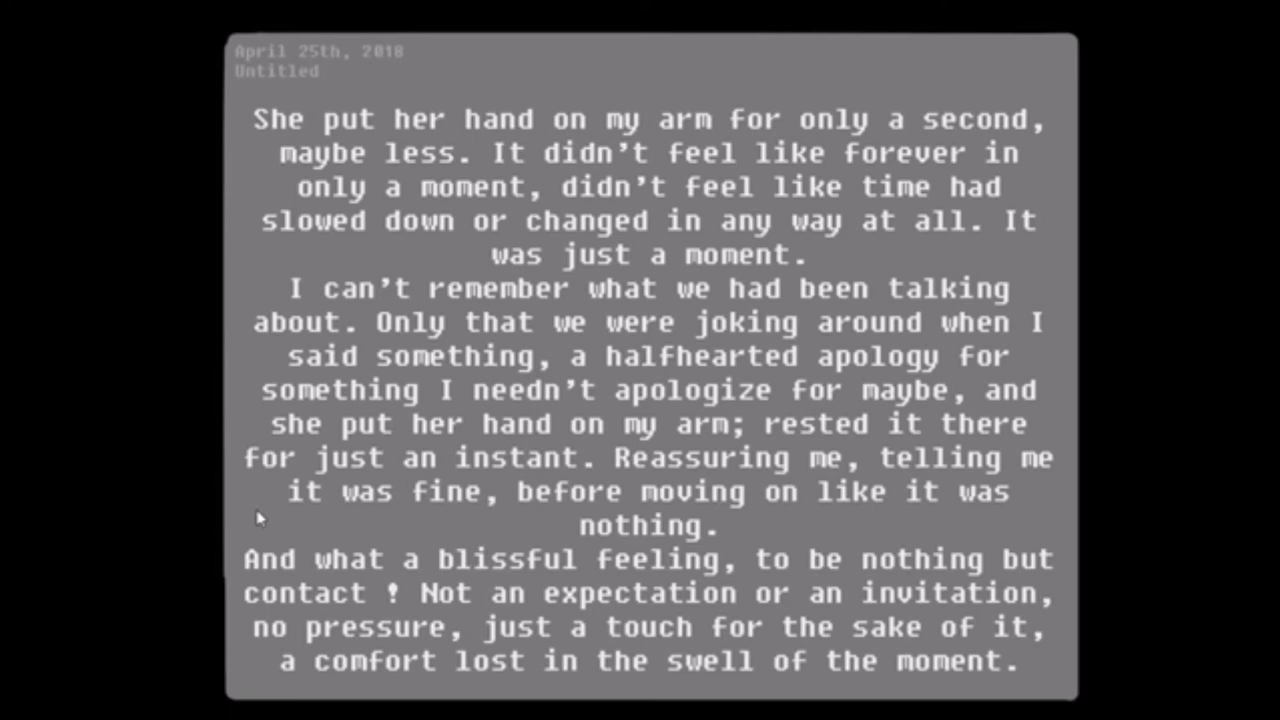 April 25th, 2018
Untitled
She put her hand on my arm for only a second,
maybe less. It didn't feel like forever in
only a moment, didn't feel like time had
slowed down or changed in any way at all. It
was just a moment.
I can't remember what we had been talking
about. Only that we were joking around when I
said something, a halfhearted apology for
something I needn't apologize for maybe, and
she put her hand on my arm; rested it there
for just an instant. Reassuring me, telling me
it was fine, before moving on like it was
nothing.
And what a blissful feeling, to be nothing but
contact ! Not an expectation or an invitation,
no pressure, just a touch for the sake of it,
a comfort lost in the swell of the moment.